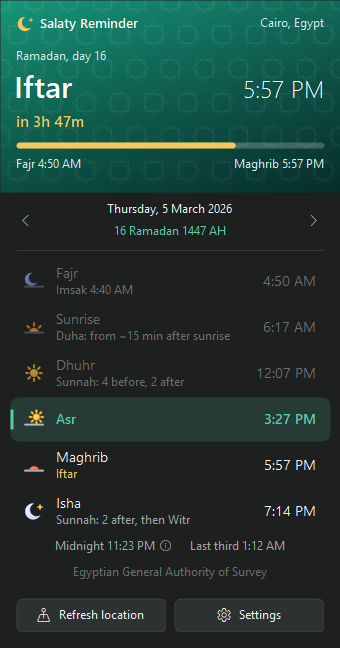 Salaty Reminder
Cairo, Egypt
Ramadan, day 16
Iftar 5:57 PM
in 3h 47m
Fajr 4:50 AM Maghrib 5:57 PM
Thursday, 5 March 2026
16 Ramadan 1447 AH
Fajr 4:50 AM
Imsak 4:40 AM
Sunrise 6:17 AM
Duha: from ~15 min after sunrise
Dhuhr 12:07 PM
Sunnah: 4 before, 2 after
Asr 3:27 PM
Maghrib 5:57 PM
Iftar
Isha 7:14 PM
Sunnah: 2 after, then Witr
Midnight 11:23 PM Last third 1:12 AM
Egyptian General Authority of Survey
Refresh location Settings